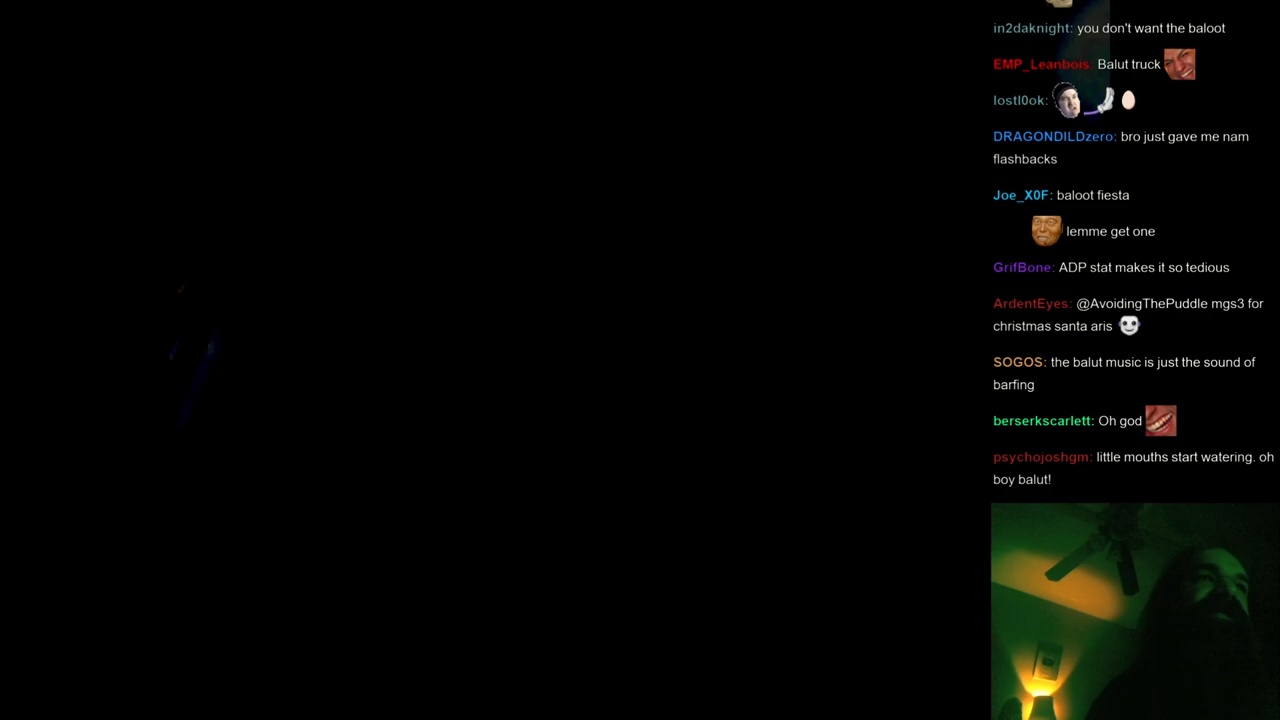 in2daknight: you don't want the baloot
EMP_Leanbois: Balut truck
lostl0ok:
DRAGONDILDzero: bro just gave me nam
flashbacks
Joe_X0F: baloot fiesta
lemme get one
GrifBone: ADP stat makes it so tedious
ArdentEyes: @AvoidingThePuddle mgs3 for
christmas santa aris
SOGOS: the balut music is just the sound of
barfing
berserkscarlett: Oh god
psychojoshgm: little mouths start watering. oh
boy balut!